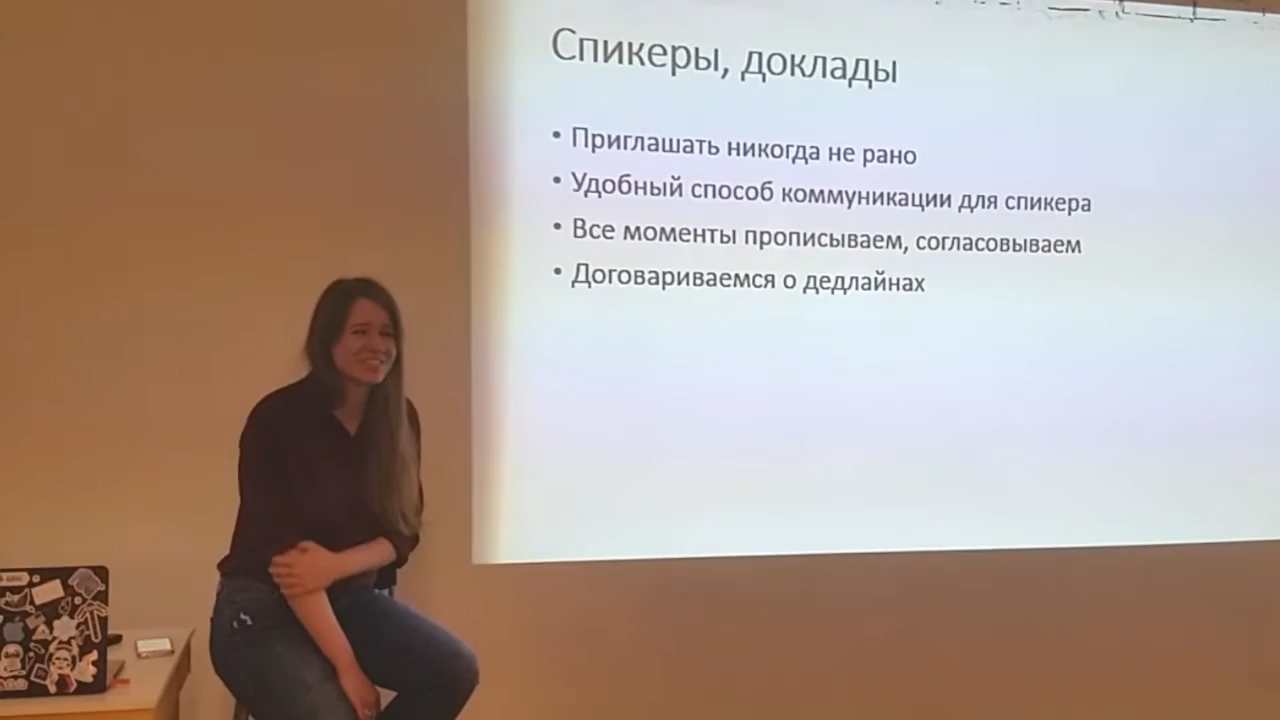 Спикеры, доклады
• Приглашать никогда не рано
• Удобный способ коммуникации для спикера
• Все моменты прописываем, согласовываем
• Договариваемся о дедлайнах